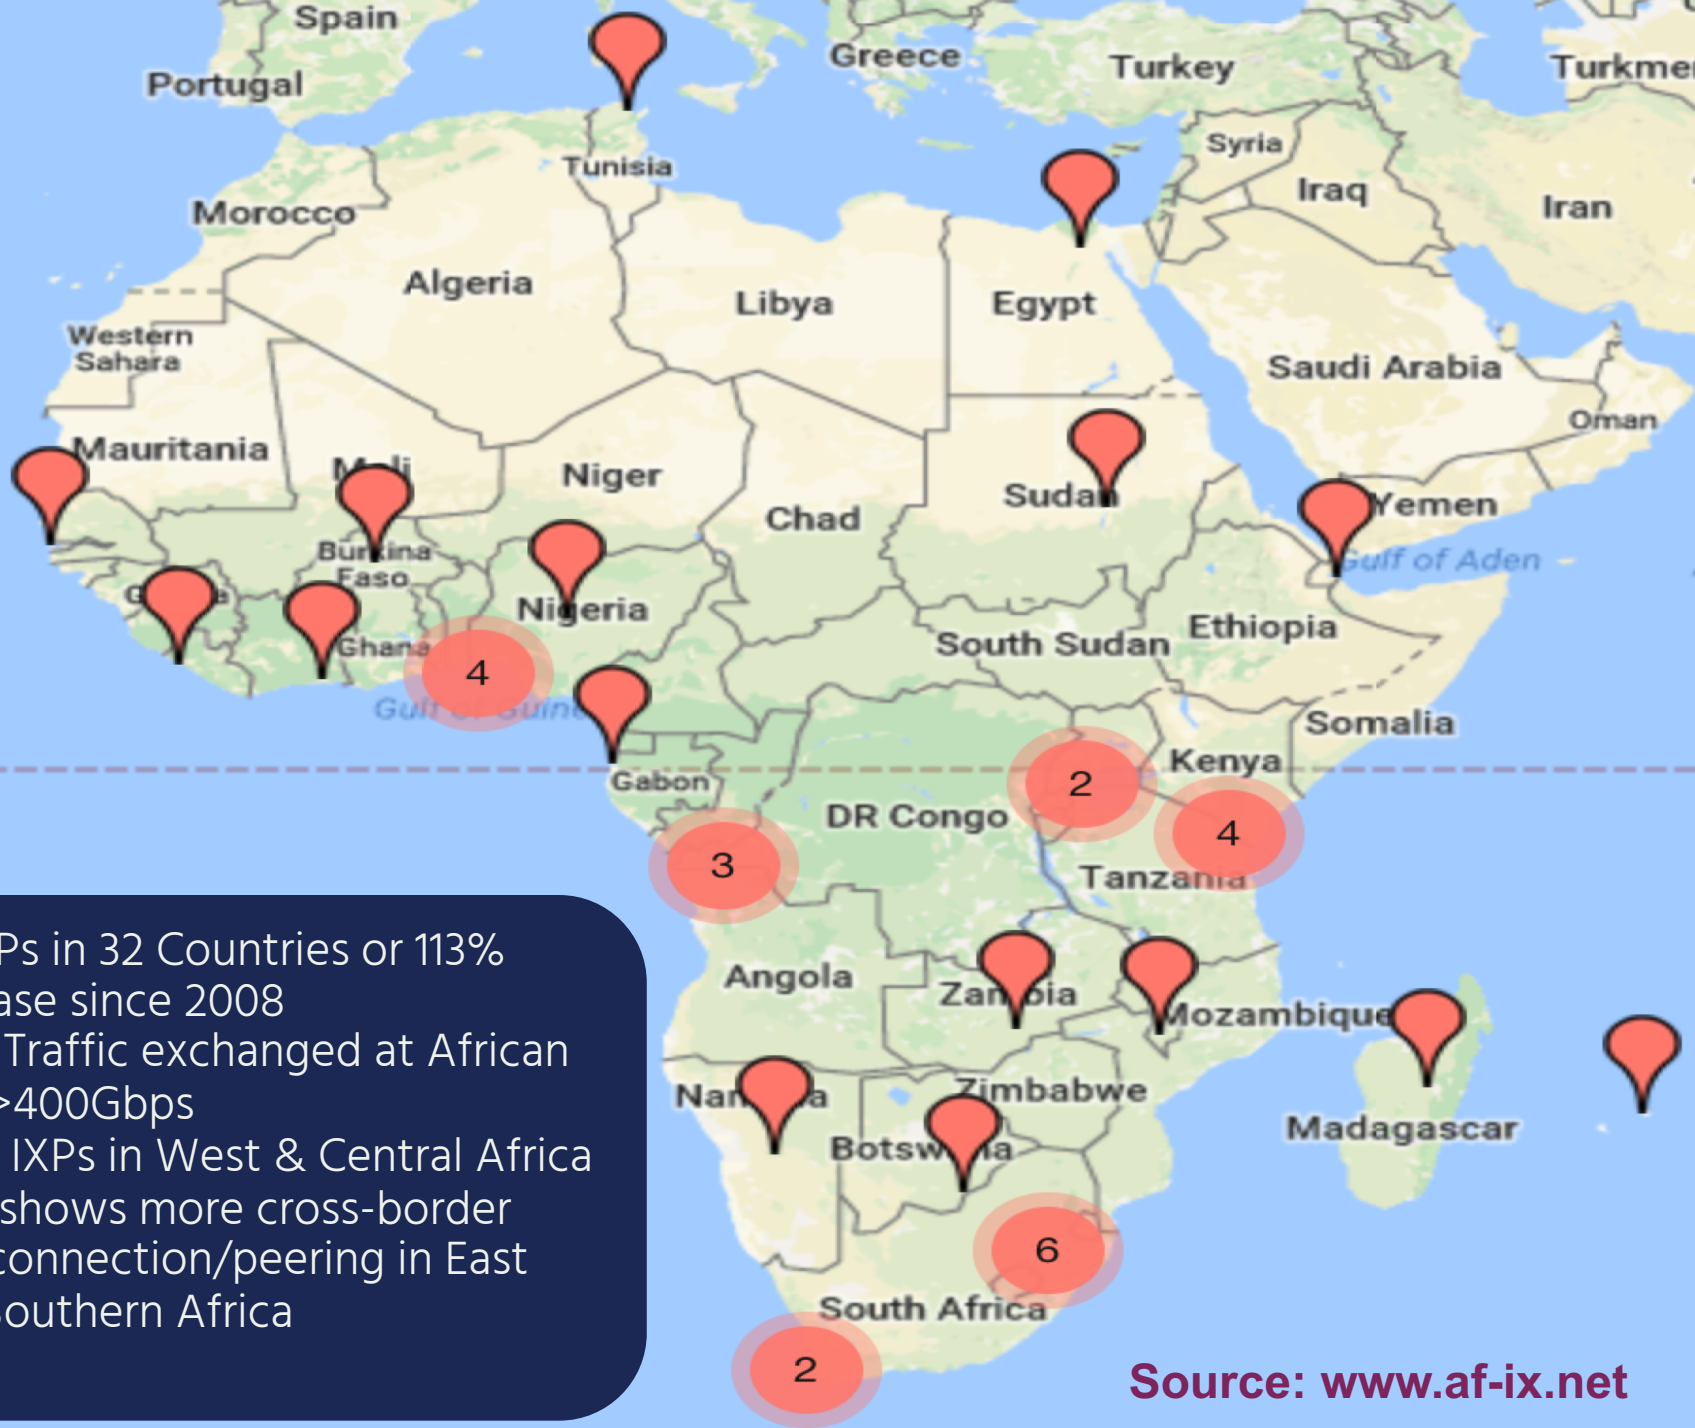 Spain
Portugal
Greece
Turkey
Syria
Iraq
Iran
Tunisia
Morocco
Algeria
Libya
Egypt
Western
Sahara
Saudi Arabia
Oman
Mauritania
Niger
Chad
Sudan
Yemen
Gulf of Aden
Burkina
Faso
Nigeria
Ghana
4
South Sudan
Ethiopia
Somalia
Gabon
Kenya
2
DR Congo
4
3
Tanzania
Angola
Zambia
Mozambique
Zimbabwe
Botswana
Madagascar
6
South Africa
2
Ps in 32 Countries or 113%
ase since 2008
Traffic exchanged at African
>400Gbps
IXPs in West & Central Africa
shows more cross-border
connection/peering in East
outhern Africa
Source: www.af-ix.net